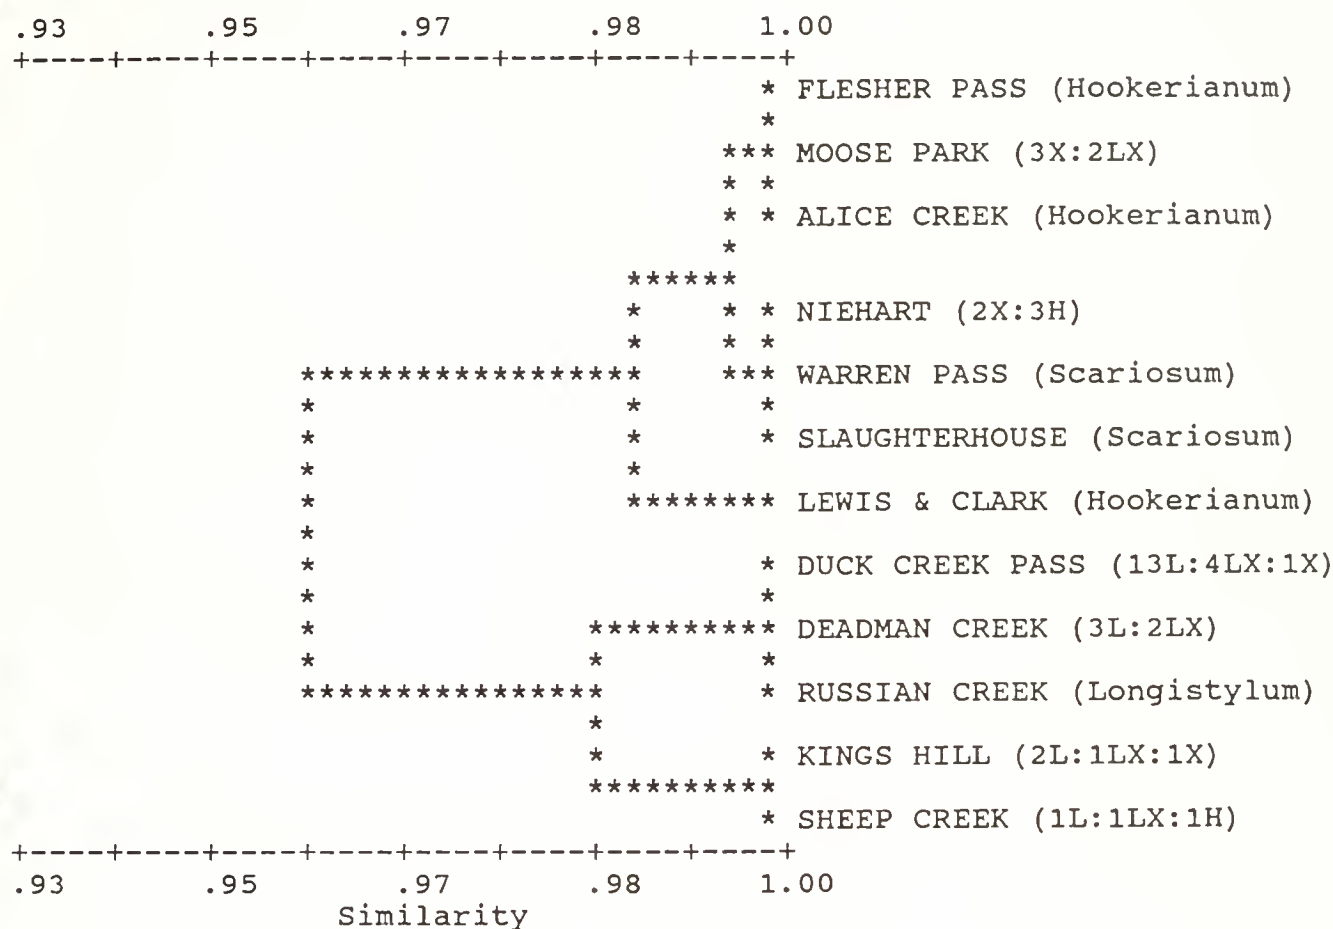 .93 .95 .97 .98 1.00
+----+----+----+----+----+----+----+----+
* FLESHER PASS (Hookerianum)
*
*** MOOSE PARK (3X:2LX)
* *
* * ALICE CREEK (Hookerianum)
*
******
* * * NIEHART (2X:3H)
* * *
****************** *** WARREN PASS (Scariosum)
* * *
* * * SLAUGHTERHOUSE (Scariosum)
* *
* ******** LEWIS & CLARK (Hookerianum)
*
* * DUCK CREEK PASS (13L:4LX:1X)
* *
* ********** DEADMAN CREEK (3L:2LX)
* * *
**************** * RUSSIAN CREEK (Longistylum)
*
* * KINGS HILL (2L:1LX:1X)
**********
* SHEEP CREEK (1L:1LX:1H)
+----+----+----+----+----+----+----+----+
.93 .95 .97 .98 1.00
Similarity